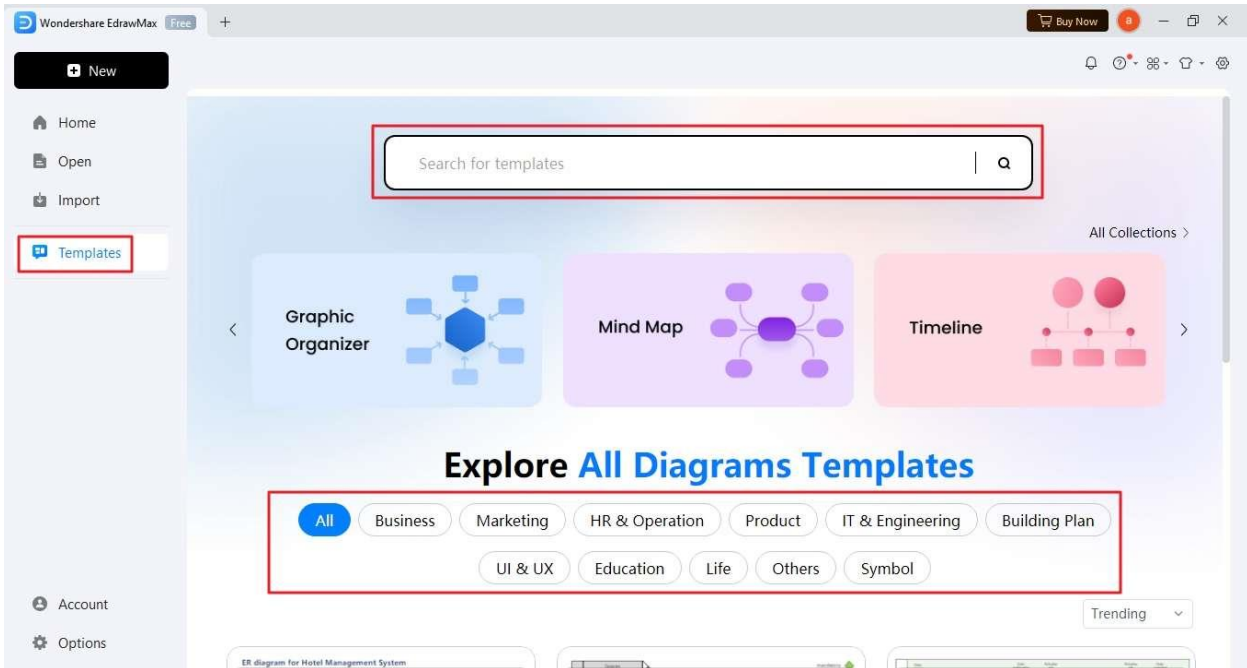 Wondershare EdrawMax Free
Buy Now
a
New
Home
Open
Import
Templates
Search for templates
All Collections
Graphic
Organizer
Mind Map
Timeline
Explore All Diagrams Templates
All Business Marketing HR & Operation Product IT & Engineering Building Plan
UI & UX Education Life Others Symbol
Account
Options
Trending
ER diagram for Hotel Management System